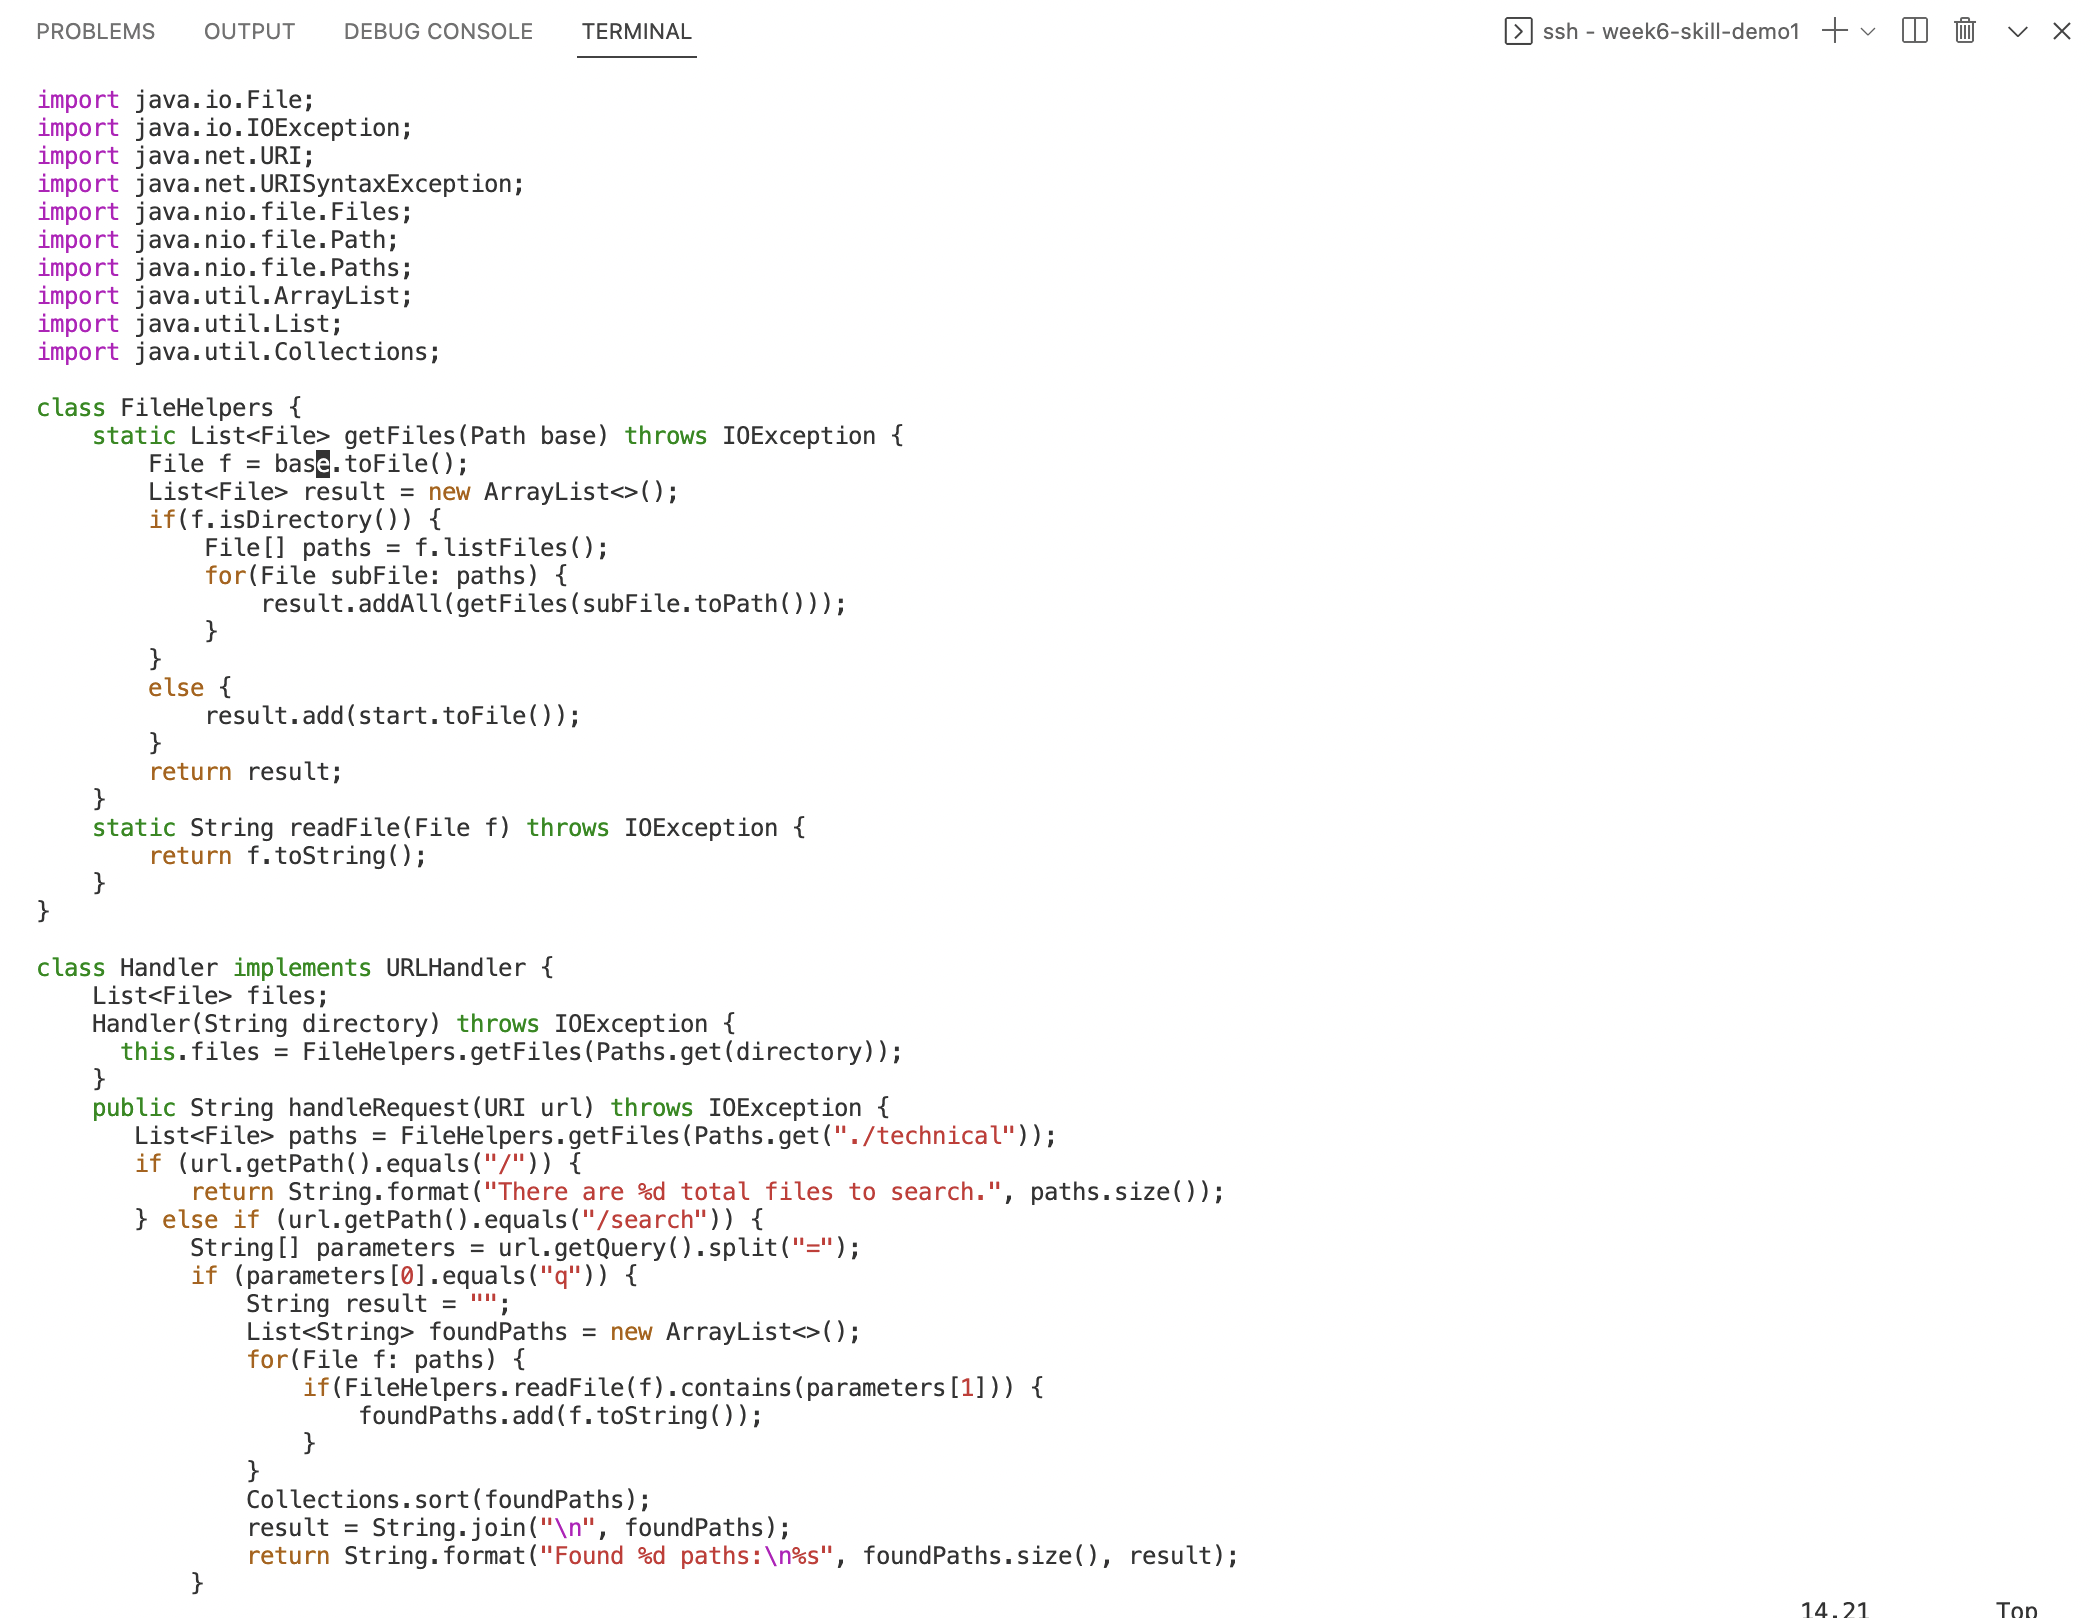 PROBLEMS OUTPUT DEBUG CONSOLE TERMINAL ssh - week6-skill-demo1
import java.io.File;
import java.io.IOException;
import java.net.URI;
import java.net.URISyntaxException;
import java.nio.file.Files;
import java.nio.file.Path;
import java.nio.file.Paths;
import java.util.ArrayList;
import java.util.List;
import java.util.Collections;

class FileHelpers {
    static List<File> getFiles(Path base) throws IOException {
        File f = base.toFile();
        List<File> result = new ArrayList<>();
        if(f.isDirectory()) {
            File[] paths = f.listFiles();
            for(File subFile: paths) {
                result.addAll(getFiles(subFile.toPath()));
            }
        }
        else {
            result.add(start.toFile());
        }
        return result;
    }
    static String readFile(File f) throws IOException {
        return f.toString();
    }
}

class Handler implements URLHandler {
    List<File> files;
    Handler(String directory) throws IOException {
      this.files = FileHelpers.getFiles(Paths.get(directory));
    }
    public String handleRequest(URI url) throws IOException {
       List<File> paths = FileHelpers.getFiles(Paths.get("./technical"));
       if (url.getPath().equals("/")) {
           return String.format("There are %d total files to search.", paths.size());
       } else if (url.getPath().equals("/search")) {
           String[] parameters = url.getQuery().split("=");
           if (parameters[0].equals("q")) {
               String result = "";
               List<String> foundPaths = new ArrayList<>();
               for(File f: paths) {
                   if(FileHelpers.readFile(f).contains(parameters[1])) {
                       foundPaths.add(f.toString());
                   }
               }
               Collections.sort(foundPaths);
               result = String.join("\n", foundPaths);
               return String.format("Found %d paths:\n%s", foundPaths.size(), result);
           }
14,21 Top